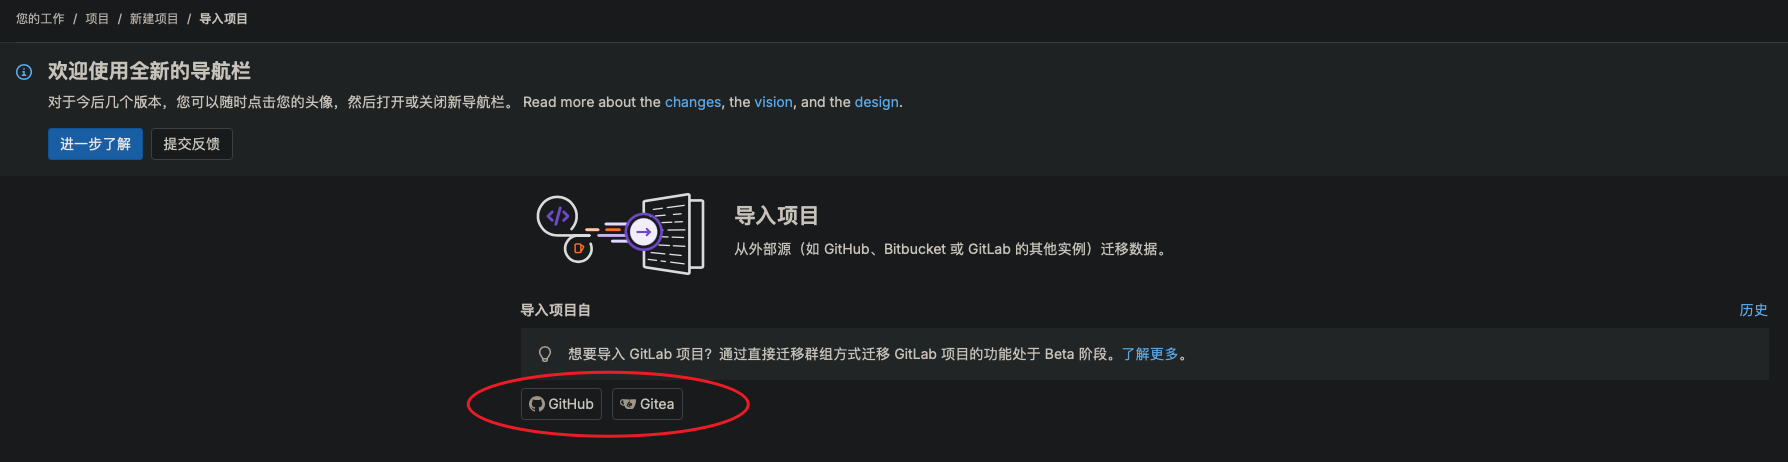 您的工作 / 项目 / 新建项目 / 导入项目
欢迎使用全新的导航栏
对于今后几个版本，您可以随时点击您的头像，然后打开或关闭新导航栏。 Read more about the changes, the vision, and the design.
进一步了解 提交反馈
导入项目
从外部源（如 GitHub、Bitbucket 或 GitLab 的其他实例）迁移数据。
导入项目自 历史
想要导入 GitLab 项目？通过直接迁移群组方式迁移 GitLab 项目的功能处于 Beta 阶段。了解更多。
GitHub Gitea